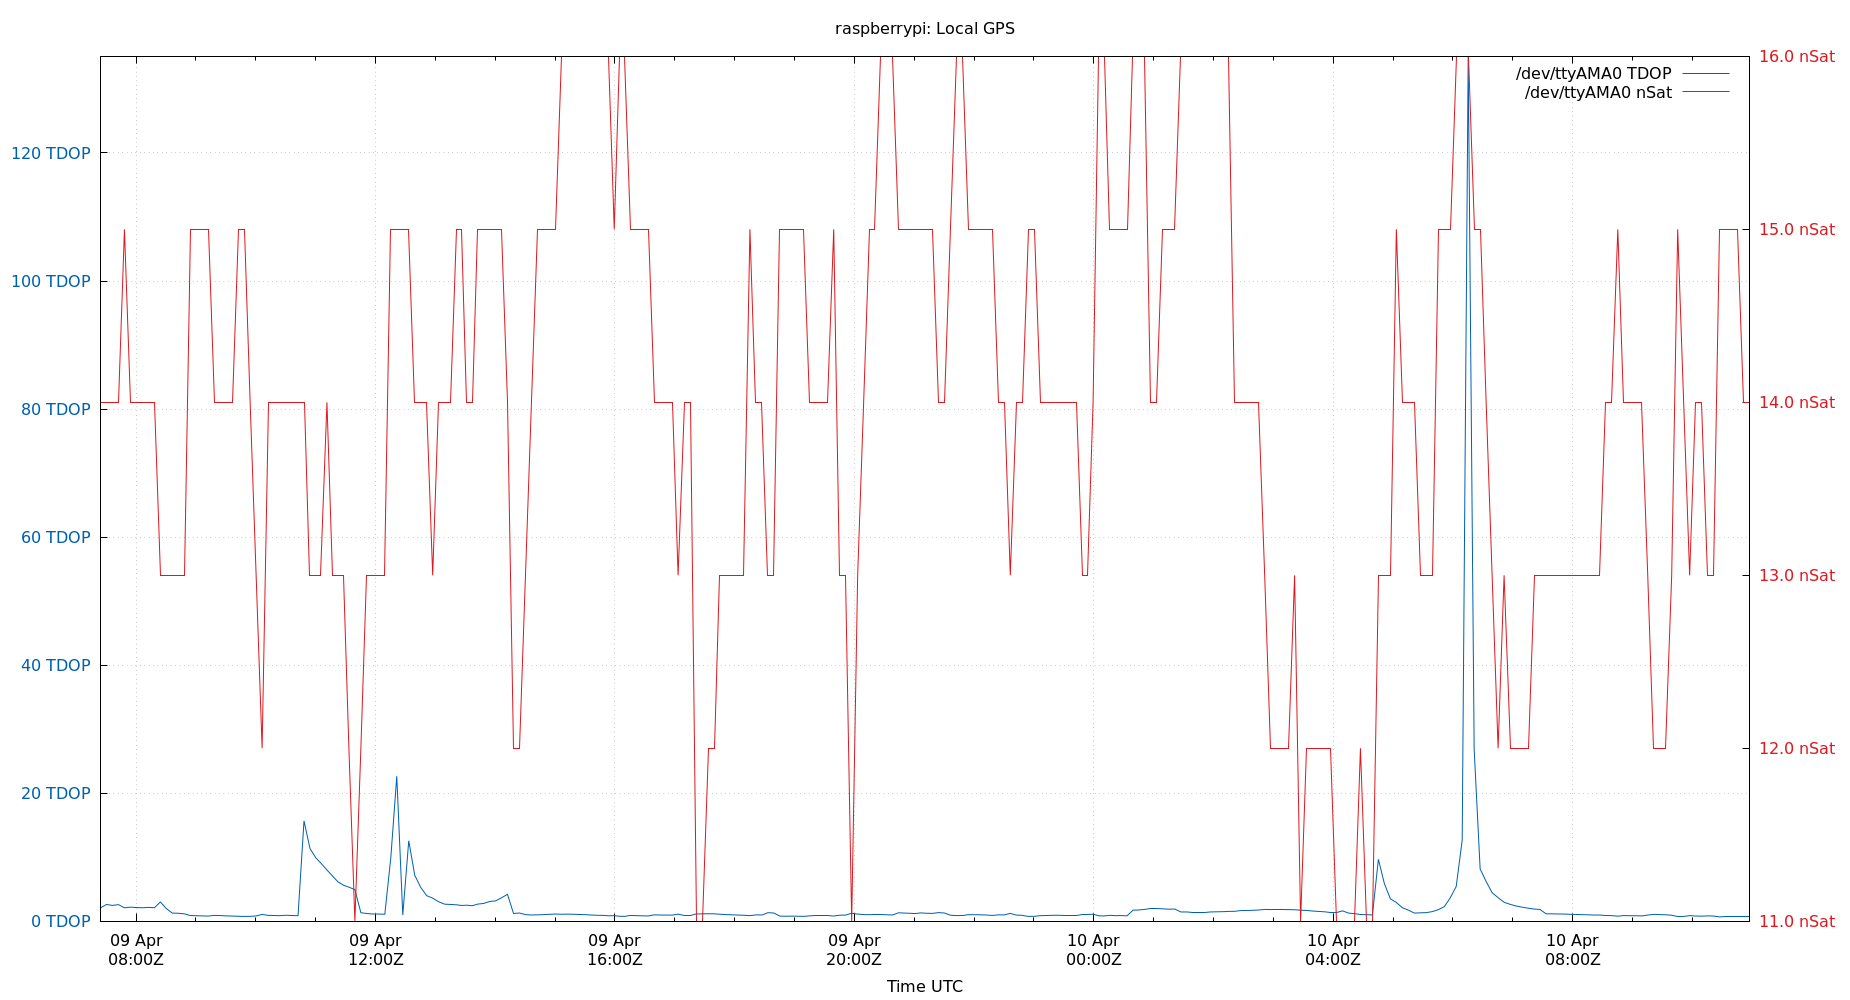 raspberrypi: Local GPS
16.0 nSat
/dev/ttyAMA0 TDOP
/dev/ttyAMA0 nSat
120 TDOP
15.0 nSat
100 TDOP
14.0 nSat
80 TDOP
60 TDOP
13.0 nSat
40 TDOP
12.0 nSat
20 TDOP
0 TDOP
11.0 nSat
09 Apr 09 Apr 09 Apr 09 Apr 10 Apr 10 Apr 10 Apr
08:00Z 12:00Z 16:00Z 20:00Z 00:00Z 04:00Z 08:00Z
Time UTC